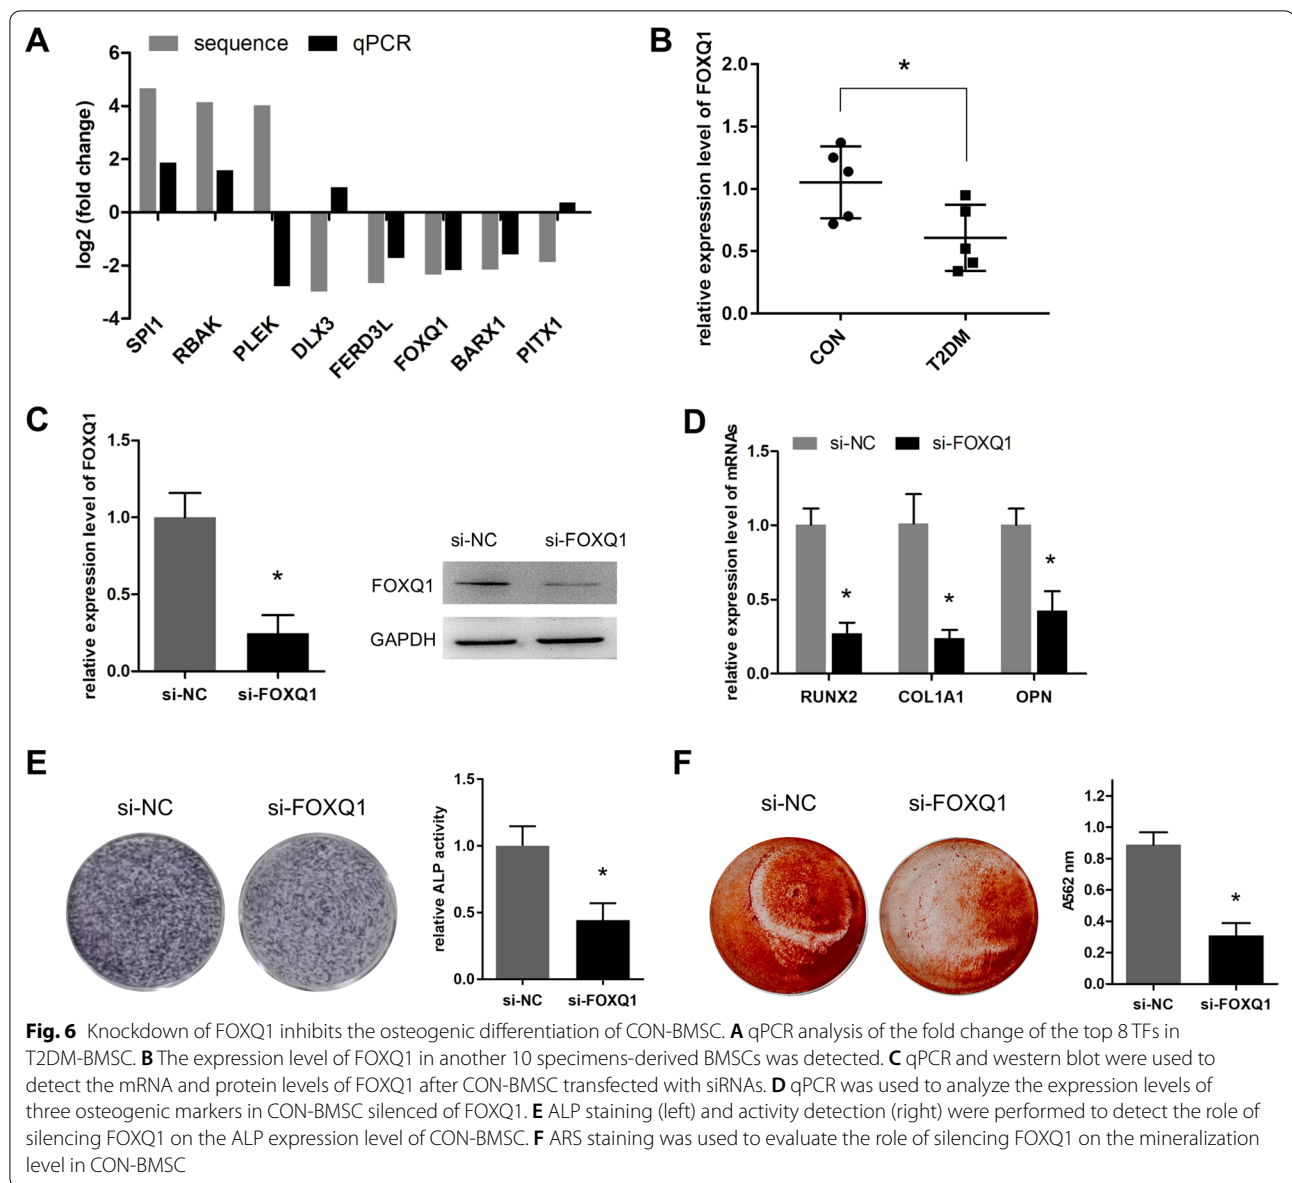 A
sequence
qPCR
log2 (fold change)
6
4
2
0
-2
-4
SPI1
RBAK
PLEK
DLX3
FERD3L
FOXQ1
BARX1
PITX1
B
relative expression level of FOXQ1
2.0
1.5
1.0
0.5
0.0
*
CON
T2DM
C
relative expression level of FOXQ1
1.5
1.0
0.5
0.0
*
si-NC
si-FOXQ1
si-NC
si-FOXQ1
FOXQ1
GAPDH
D
si-NC
si-FOXQ1
relative expression level of mRNAs
1.5
1.0
0.5
0.0
*
*
*
RUNX2
COL1A1
OPN
E
si-NC
si-FOXQ1
relative ALP activity
1.5
1.0
0.5
0.0
*
si-NC
si-FOXQ1
F
si-NC
si-FOXQ1
A562 nm
1.2
1.0
0.8
0.6
0.4
0.2
0.0
*
si-NC
si-FOXQ1
Fig. 6 Knockdown of FOXQ1 inhibits the osteogenic differentiation of CON-BMSC. A qPCR analysis of the fold change of the top 8 TFs in
T2DM-BMSC. B The expression level of FOXQ1 in another 10 specimens-derived BMSCs was detected. C qPCR and western blot were used to
detect the mRNA and protein levels of FOXQ1 after CON-BMSC transfected with siRNAs. D qPCR was used to analyze the expression levels of
three osteogenic markers in CON-BMSC silenced of FOXQ1. E ALP staining (left) and activity detection (right) were performed to detect the role of
silencing FOXQ1 on the ALP expression level of CON-BMSC. F ARS staining was used to evaluate the role of silencing FOXQ1 on the mineralization
level in CON-BMSC